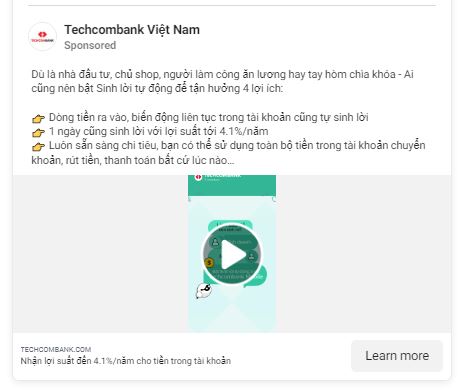 Techcombank Việt Nam
Sponsored
Dù là nhà đầu tư, chủ shop, người làm công ăn lương hay tay hòm chìa khóa - Ai
cũng nên bật Sinh lời tự động để tận hưởng 4 lợi ích:
👉 Dòng tiền ra vào, biến động liên tục trong tài khoản cũng tự sinh lời
👉 1 ngày cũng sinh lời với lợi suất tới 4.1%/năm
👉 Luôn sẵn sàng chi tiêu, bạn có thể sử dụng toàn bộ tiền trong tài khoản chuyển
khoản, rút tiền, thanh toán bất cứ lúc nào...
TECHCOMBANK
TECHCOMBANK.COM
Nhận lợi suất đến 4.1%/năm cho tiền trong tài khoản
Learn more